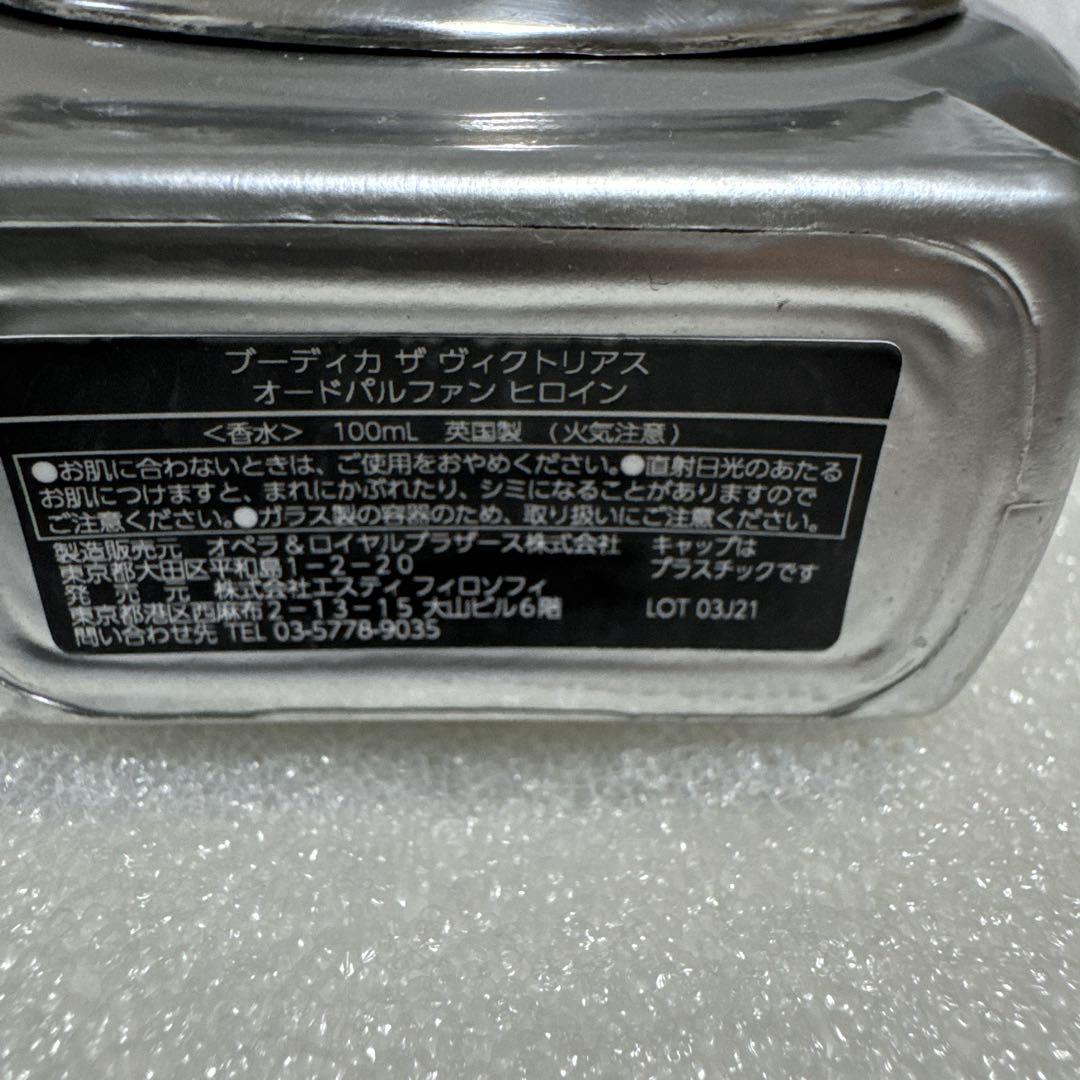 ブーディカ ザ ヴィクトリアス
オードパルファン ヒロイン
<香水> 100mL 英国製 (火気注意)
●お肌に合わないときは、ご使用をおやめください。●直射日光のあたる
お肌につけますと、まれにかぶれたり、シミになることがありますので
ご注意ください。●ガラス製の容器のため、取り扱いにご注意ください。
製造販売元 オペラ&ロイヤルプラザース株式会社
東京都大田区平和島1-2-20
発 売 元 株式会社エスティ フィロソフィ
東京都港区西麻布2-13-15 大山ビル6階
問い合わせ先 TEL 03-5778-9035
キャップは
プラスチックです
LOT 03J21